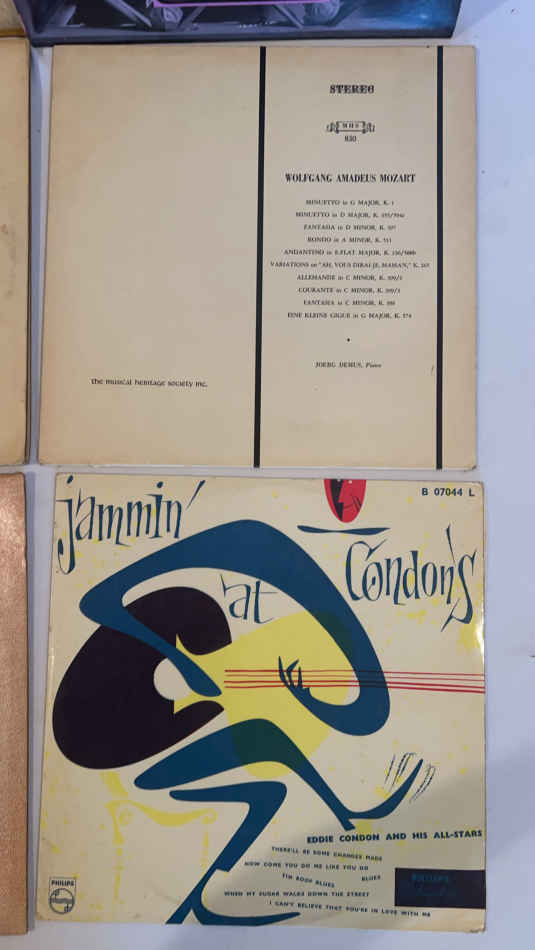 STEREO
MHS
830
WOLFGANG AMADEUS MOZART
MINUETTO in G MAJOR, K. 1
MINUETTO in D MAJOR, K. 355/594a
FANTASIA in D MINOR, K. 397
RONDO in A MINOR, K. 511
ANDANTINO in E-FLAT MAJOR, K. 236/588b
VARIATIONS on "AH, VOUS DIRAI-JE, MAMAN," K. 265
ALLEMANDE in C MINOR, K. 399/1
COURANTE in C MINOR, K. 399/3
FANTASIA in C MINOR, K.
EINE KLEINE GIGUE in G MAJOR, K. 574
JOERG DEMUS, Piano
the musical heritage society inc.
B 07044 L
jammin'
at
Condon's
EDDIE CONDON AND HIS ALL-STARS
THERE'LL BE SOME CHANGES MADE
HOW COME YOU DO ME LIKE YOU DO
TIN ROOF BLUES
BLUES
WHEN MY SUGAR WALKS DOWN THE STREET
I CAN'T BELIEVE THAT YOU'RE IN LOVE WITH ME
PHILIPS